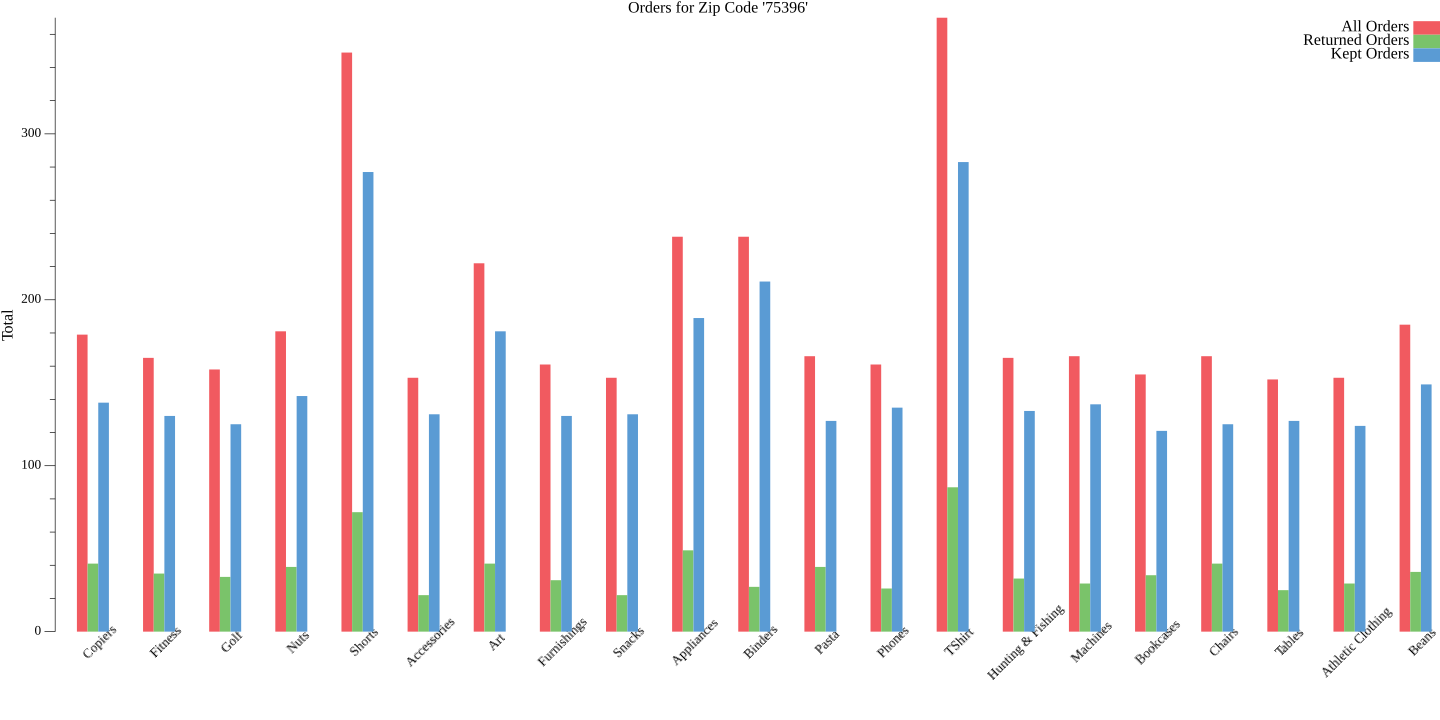 Orders for Zip Code '75396'
All Orders
Returned Orders
Kept Orders
Total
300
200
100
0
Copiers
Fitness
Golf
Nuts
Shorts
Accessories
Art
Furnishings
Snacks
Appliances
Binders
Pasta
Phones
TShirt
Hunting & Fishing
Machines
Bookcases
Chairs
Tables
Athletic Clothing
Beans